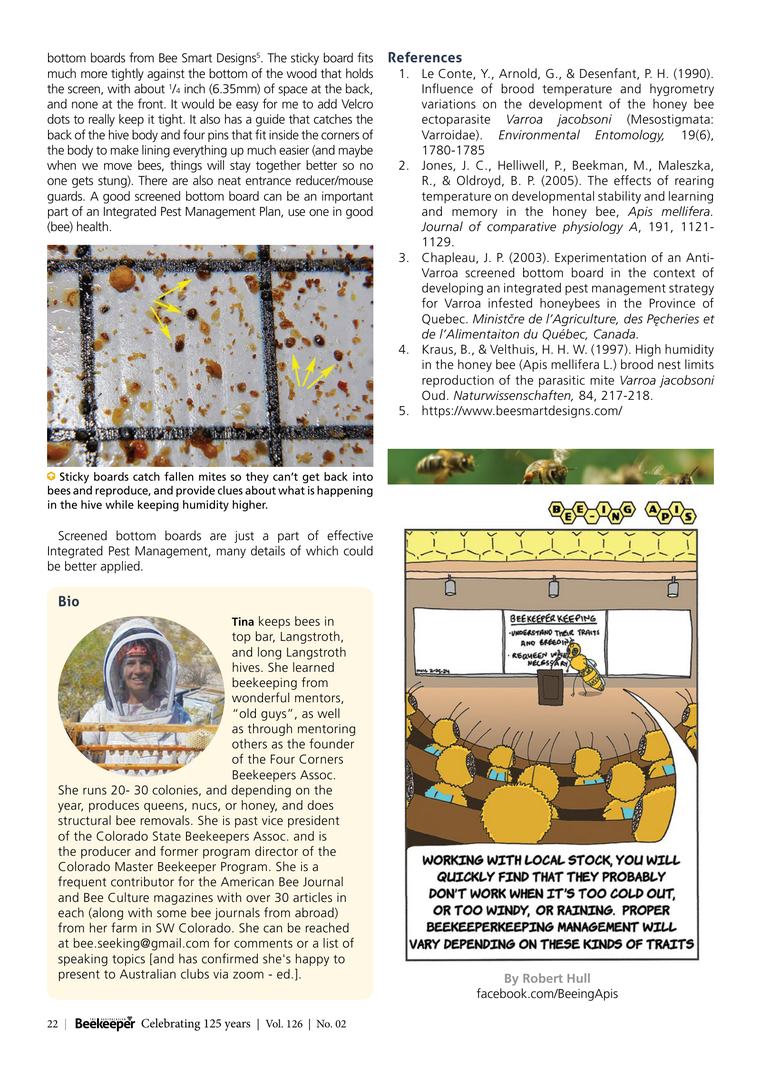 bottom boards from Bee Smart Designs⁵. The sticky board fits
much more tightly against the bottom of the wood that holds
the screen, with about ¹/₄ inch (6.35mm) of space at the back,
and none at the front. It would be easy for me to add Velcro
dots to really keep it tight. It also has a guide that catches the
back of the hive body and four pins that fit inside the corners of
the body to make lining everything up much easier (and maybe
when we move bees, things will stay together better so no
one gets stung). There are also neat entrance reducer/mouse
guards. A good screened bottom board can be an important
part of an Integrated Pest Management Plan, use one in good
(bee) health.
Sticky boards catch fallen mites so they can't get back into
bees and reproduce, and provide clues about what is happening
in the hive while keeping humidity higher.
Screened bottom boards are just a part of effective
Integrated Pest Management, many details of which could
be better applied.
Bio
Tina keeps bees in
top bar, Langstroth,
and long Langstroth
hives. She learned
beekeeping from
wonderful mentors,
“old guys”, as well
as through mentoring
others as the founder
of the Four Corners
Beekeepers Assoc.
She runs 20- 30 colonies, and depending on the
year, produces queens, nucs, or honey, and does
structural bee removals. She is past vice president
of the Colorado State Beekeepers Assoc. and is
the producer and former program director of the
Colorado Master Beekeeper Program. She is a
frequent contributor for the American Bee Journal
and Bee Culture magazines with over 30 articles in
each (along with some bee journals from abroad)
from her farm in SW Colorado. She can be reached
at bee.seeking@gmail.com for comments or a list of
speaking topics [and has confirmed she's happy to
present to Australian clubs via zoom - ed.].
References
1. Le Conte, Y., Arnold, G., & Desenfant, P. H. (1990).
Influence of brood temperature and hygrometry
variations on the development of the honey bee
ectoparasite Varroa jacobsoni (Mesostigmata:
Varroidae). Environmental Entomology, 19(6),
1780-1785
2. Jones, J. C., Helliwell, P., Beekman, M., Maleszka,
R., & Oldroyd, B. P. (2005). The effects of rearing
temperature on developmental stability and learning
and memory in the honey bee, Apis mellifera.
Journal of comparative physiology A, 191, 1121-
1129.
3. Chapleau, J. P. (2003). Experimentation of an Anti-
Varroa screened bottom board in the context of
developing an integrated pest management strategy
for Varroa infested honeybees in the Province of
Quebec. Ministčre de l’Agriculture, des Pęcheries et
de l’Alimentaiton du Québec, Canada.
4. Kraus, B., & Velthuis, H. H. W. (1997). High humidity
in the honey bee (Apis mellifera L.) brood nest limits
reproduction of the parasitic mite Varroa jacobsoni
Oud. Naturwissenschaften, 84, 217-218.
5. https://www.beesmartdesigns.com/
BEE-ING APIS
BEEKEEPERKEEPING
- UNDERSTAND THEIR TRAITS
AND BREEDING
- REQUEEN WHEN
NECESSARY
WORKING WITH LOCAL STOCK, YOU WILL
QUICKLY FIND THAT THEY PROBABLY
DON'T WORK WHEN IT'S TOO COLD OUT,
OR TOO WINDY, OR RAINING. PROPER
BEEKEEPERKEEPING MANAGEMENT WILL
VARY DEPENDING ON THESE KINDS OF TRAITS
By Robert Hull
facebook.com/BeeingApis
22 | Beekeeper Celebrating 125 years | Vol. 126 | No. 02